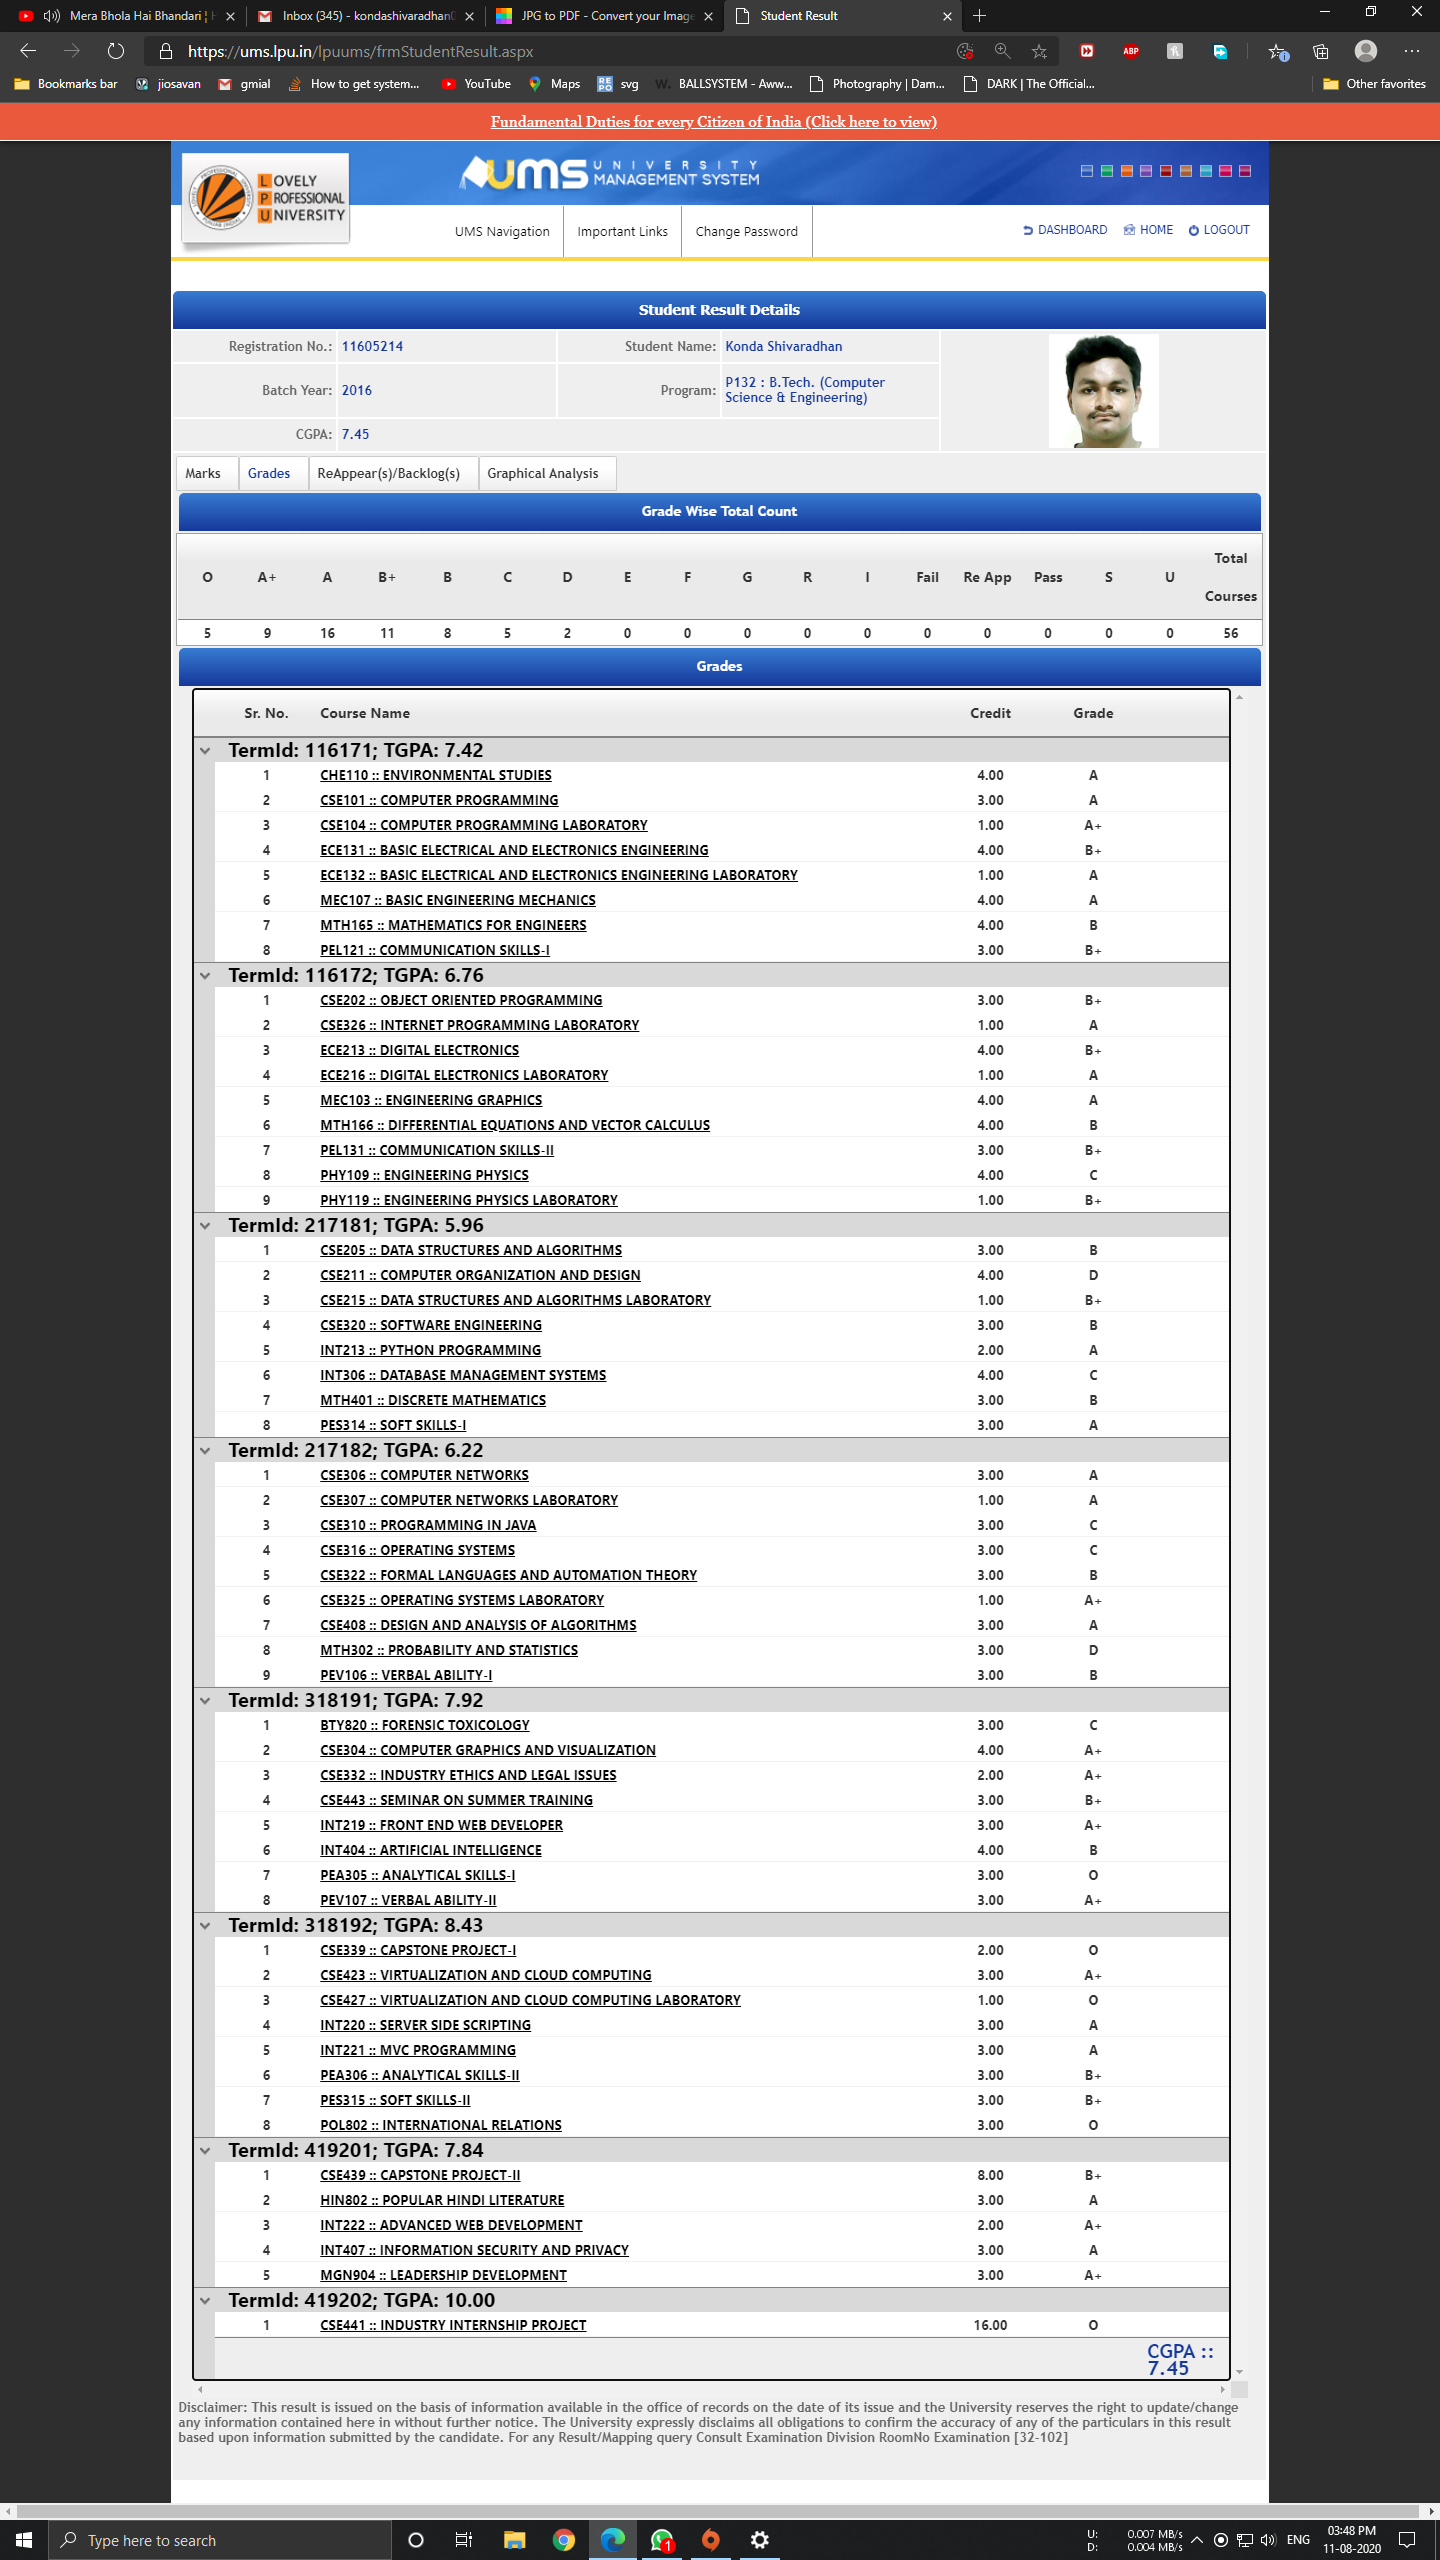 Mera Bhola Hai Bhandari ¦ H
Inbox (345) - kondashivaradhan0
JPG to PDF - Convert your Image
Student Result
https://ums.lpu.in/lpuums/frmStudentResult.aspx
ABP
Bookmarks bar
jiosavan
gmial
How to get system...
YouTube
Maps
REPO svg
W. BALLSYSTEM - Aww...
Photography | Dam...
DARK | The Official...
Other favorites
Fundamental Duties for every Citizen of India (Click here to view)
LOVELY PROFESSIONAL UNIVERSITY
UMS UNIVERSITY MANAGEMENT SYSTEM
UMS Navigation Important Links Change Password
DASHBOARD HOME LOGOUT
Student Result Details
Registration No.: 11605214 Student Name: Konda Shivaradhan
Batch Year: 2016 Program: P132 : B.Tech. (Computer Science & Engineering)
CGPA: 7.45
Marks Grades ReAppear(s)/Backlog(s) Graphical Analysis
Grade Wise Total Count
O A+ A B+ B C D E F G R I Fail Re App Pass S U Total Courses
5 9 16 11 8 5 2 0 0 0 0 0 0 0 0 0 0 56
Grades
Sr. No. Course Name Credit Grade
TermId: 116171; TGPA: 7.42
1 CHE110 :: ENVIRONMENTAL STUDIES 4.00 A
2 CSE101 :: COMPUTER PROGRAMMING 3.00 A
3 CSE104 :: COMPUTER PROGRAMMING LABORATORY 1.00 A+
4 ECE131 :: BASIC ELECTRICAL AND ELECTRONICS ENGINEERING 4.00 B+
5 ECE132 :: BASIC ELECTRICAL AND ELECTRONICS ENGINEERING LABORATORY 1.00 A
6 MEC107 :: BASIC ENGINEERING MECHANICS 4.00 A
7 MTH165 :: MATHEMATICS FOR ENGINEERS 4.00 B
8 PEL121 :: COMMUNICATION SKILLS-I 3.00 B+
TermId: 116172; TGPA: 6.76
1 CSE202 :: OBJECT ORIENTED PROGRAMMING 3.00 B+
2 CSE326 :: INTERNET PROGRAMMING LABORATORY 1.00 A
3 ECE213 :: DIGITAL ELECTRONICS 4.00 B+
4 ECE216 :: DIGITAL ELECTRONICS LABORATORY 1.00 A
5 MEC103 :: ENGINEERING GRAPHICS 4.00 A
6 MTH166 :: DIFFERENTIAL EQUATIONS AND VECTOR CALCULUS 4.00 B
7 PEL131 :: COMMUNICATION SKILLS-II 3.00 B+
8 PHY109 :: ENGINEERING PHYSICS 4.00 C
9 PHY119 :: ENGINEERING PHYSICS LABORATORY 1.00 B+
TermId: 217181; TGPA: 5.96
1 CSE205 :: DATA STRUCTURES AND ALGORITHMS 3.00 B
2 CSE211 :: COMPUTER ORGANIZATION AND DESIGN 4.00 D
3 CSE215 :: DATA STRUCTURES AND ALGORITHMS LABORATORY 1.00 B+
4 CSE320 :: SOFTWARE ENGINEERING 3.00 B
5 INT213 :: PYTHON PROGRAMMING 2.00 A
6 INT306 :: DATABASE MANAGEMENT SYSTEMS 4.00 C
7 MTH401 :: DISCRETE MATHEMATICS 3.00 B
8 PES314 :: SOFT SKILLS-I 3.00 A
TermId: 217182; TGPA: 6.22
1 CSE306 :: COMPUTER NETWORKS 3.00 A
2 CSE307 :: COMPUTER NETWORKS LABORATORY 1.00 A
3 CSE310 :: PROGRAMMING IN JAVA 3.00 C
4 CSE316 :: OPERATING SYSTEMS 3.00 C
5 CSE322 :: FORMAL LANGUAGES AND AUTOMATION THEORY 3.00 B
6 CSE325 :: OPERATING SYSTEMS LABORATORY 1.00 A+
7 CSE408 :: DESIGN AND ANALYSIS OF ALGORITHMS 3.00 A
8 MTH302 :: PROBABILITY AND STATISTICS 3.00 D
9 PEV106 :: VERBAL ABILITY-I 3.00 B
TermId: 318191; TGPA: 7.92
1 BTY820 :: FORENSIC TOXICOLOGY 3.00 C
2 CSE304 :: COMPUTER GRAPHICS AND VISUALIZATION 4.00 A+
3 CSE332 :: INDUSTRY ETHICS AND LEGAL ISSUES 2.00 A+
4 CSE443 :: SEMINAR ON SUMMER TRAINING 3.00 B+
5 INT219 :: FRONT END WEB DEVELOPER 3.00 A+
6 INT404 :: ARTIFICIAL INTELLIGENCE 4.00 B
7 PEA305 :: ANALYTICAL SKILLS-I 3.00 O
8 PEV107 :: VERBAL ABILITY-II 3.00 A+
TermId: 318192; TGPA: 8.43
1 CSE339 :: CAPSTONE PROJECT-I 2.00 O
2 CSE423 :: VIRTUALIZATION AND CLOUD COMPUTING 3.00 A+
3 CSE427 :: VIRTUALIZATION AND CLOUD COMPUTING LABORATORY 1.00 O
4 INT220 :: SERVER SIDE SCRIPTING 3.00 A
5 INT221 :: MVC PROGRAMMING 3.00 A
6 PEA306 :: ANALYTICAL SKILLS-II 3.00 B+
7 PES315 :: SOFT SKILLS-II 3.00 B+
8 POL802 :: INTERNATIONAL RELATIONS 3.00 O
TermId: 419201; TGPA: 7.84
1 CSE439 :: CAPSTONE PROJECT-II 8.00 B+
2 HIN802 :: POPULAR HINDI LITERATURE 3.00 A
3 INT222 :: ADVANCED WEB DEVELOPMENT 2.00 A+
4 INT407 :: INFORMATION SECURITY AND PRIVACY 3.00 A
5 MGN904 :: LEADERSHIP DEVELOPMENT 3.00 A+
TermId: 419202; TGPA: 10.00
1 CSE441 :: INDUSTRY INTERNSHIP PROJECT 16.00 O
CGPA ::
7.45
Disclaimer: This result is issued on the basis of information available in the office of records on the date of its issue and the University reserves the right to update/change
any information contained here in without further notice. The University expressly disclaims all obligations to confirm the accuracy of any of the particulars in this result
based upon information submitted by the candidate. For any Result/Mapping query Consult Examination Division RoomNo Examination [32-102]
Type here to search
1
U: 0.007 MB/s
D: 0.004 MB/s
ENG
03:48 PM
11-08-2020